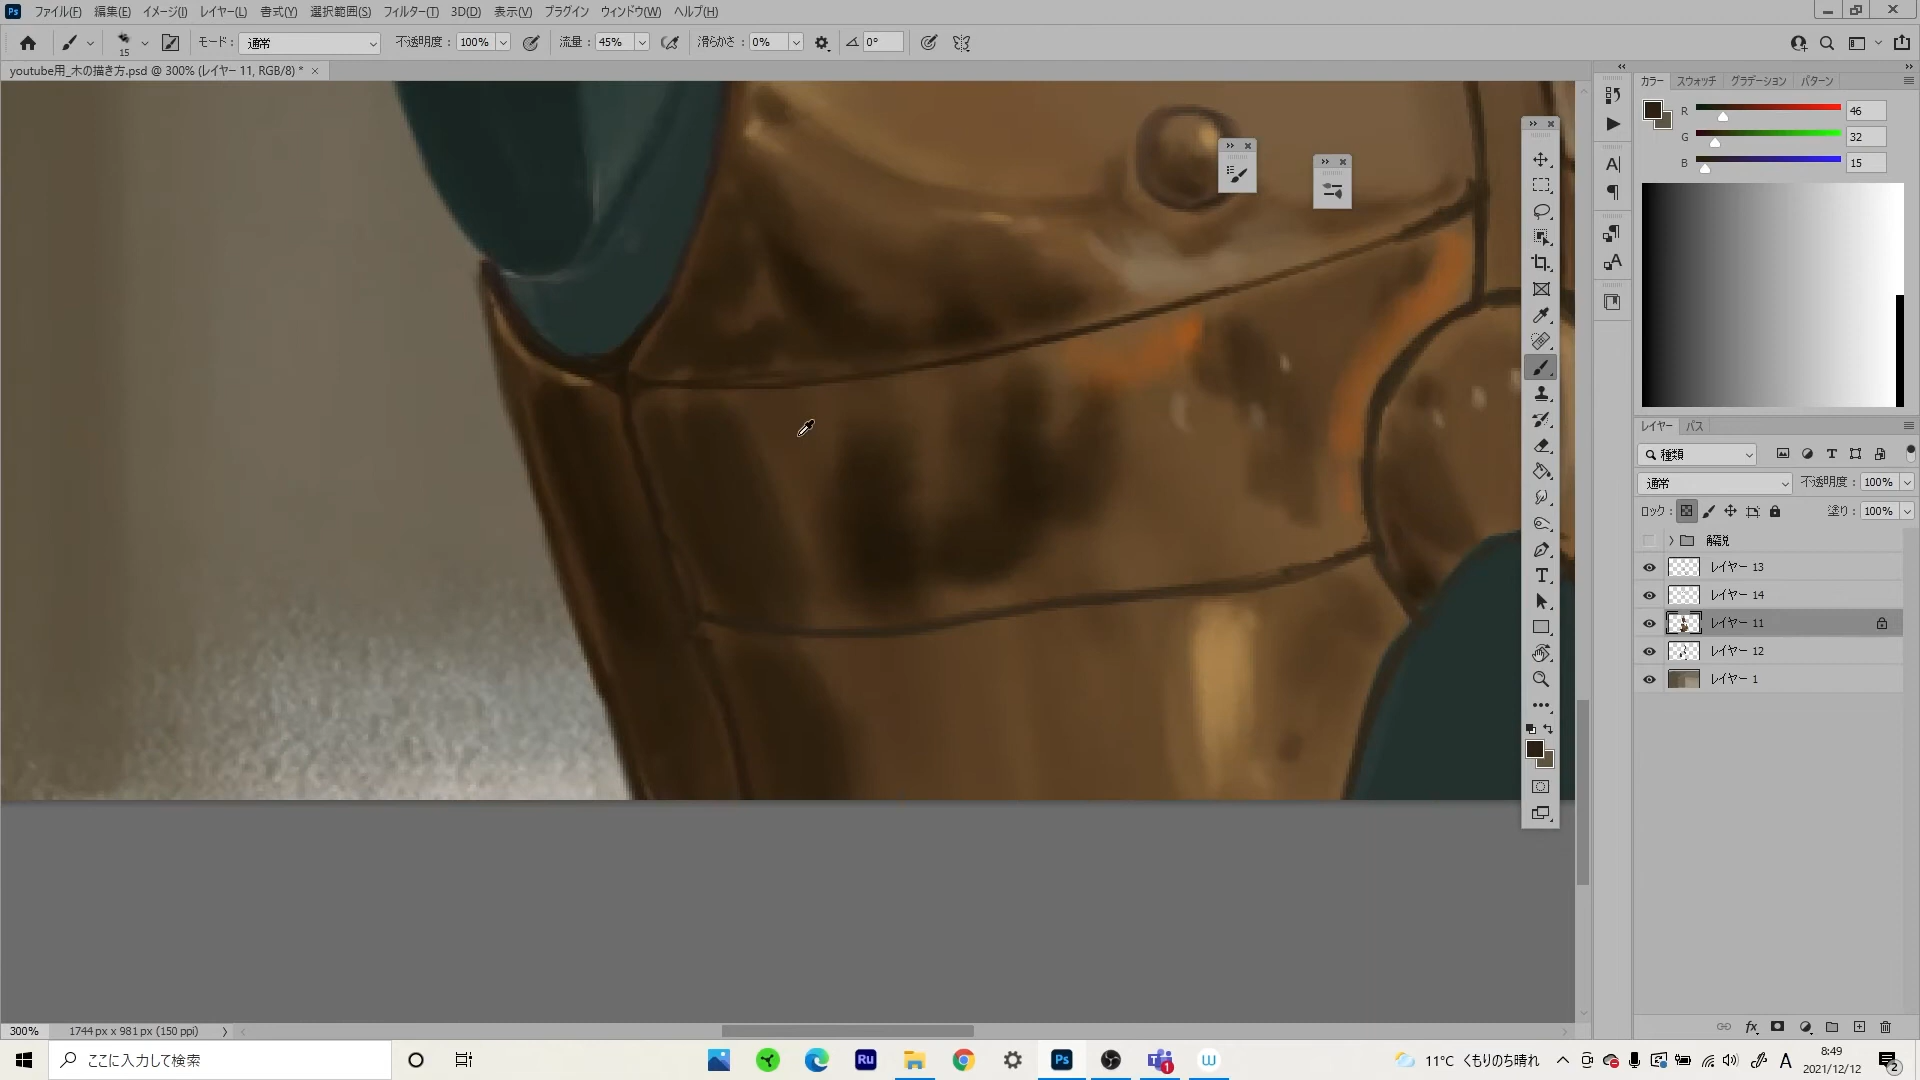 Ps ファイル(F) 編集(E) イメージ(I) レイヤー(L) 書式(Y) 選択範囲(S) フィルター(T) 3D(D) 表示(V) プラグイン ウィンドウ(W) ヘルプ(H)
15 モード : 通常 不透明度 : 100% 流量 : 45% 滑らかさ : 0% 0°
youtube用_木の描き方.psd @ 300% (レイヤー 11, RGB/8) * ×
カラー スウォッチ グラデーション パターン
R 46
G 32
B 15
レイヤー パス
種類
通常 不透明度 : 100%
ロック : 塗り : 100%
解説
レイヤー 13
レイヤー 14
レイヤー 11
レイヤー 12
レイヤー 1
fx
300% 1744 px x 981 px (150 ppi)
ここに入力して検索
Ru Ps 1 W
11°C くもりのち晴れ A 8:49
2021/12/12 2